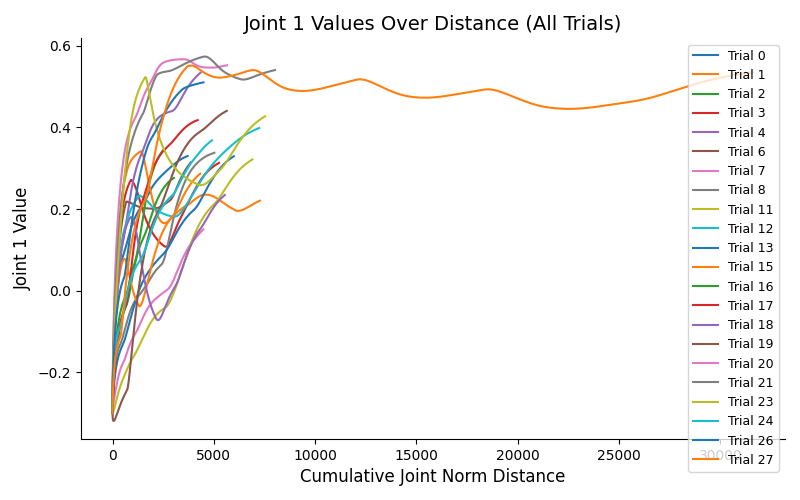 Joint 1 Values Over Distance (All Trials)
Joint 1 Value
0.6
0.4
0.2
0.0
−0.2
0
5000
10000
15000
20000
25000
30000
Cumulative Joint Norm Distance
Trial 0
Trial 1
Trial 2
Trial 3
Trial 4
Trial 6
Trial 7
Trial 8
Trial 11
Trial 12
Trial 13
Trial 15
Trial 16
Trial 17
Trial 18
Trial 19
Trial 20
Trial 21
Trial 23
Trial 24
Trial 26
Trial 27